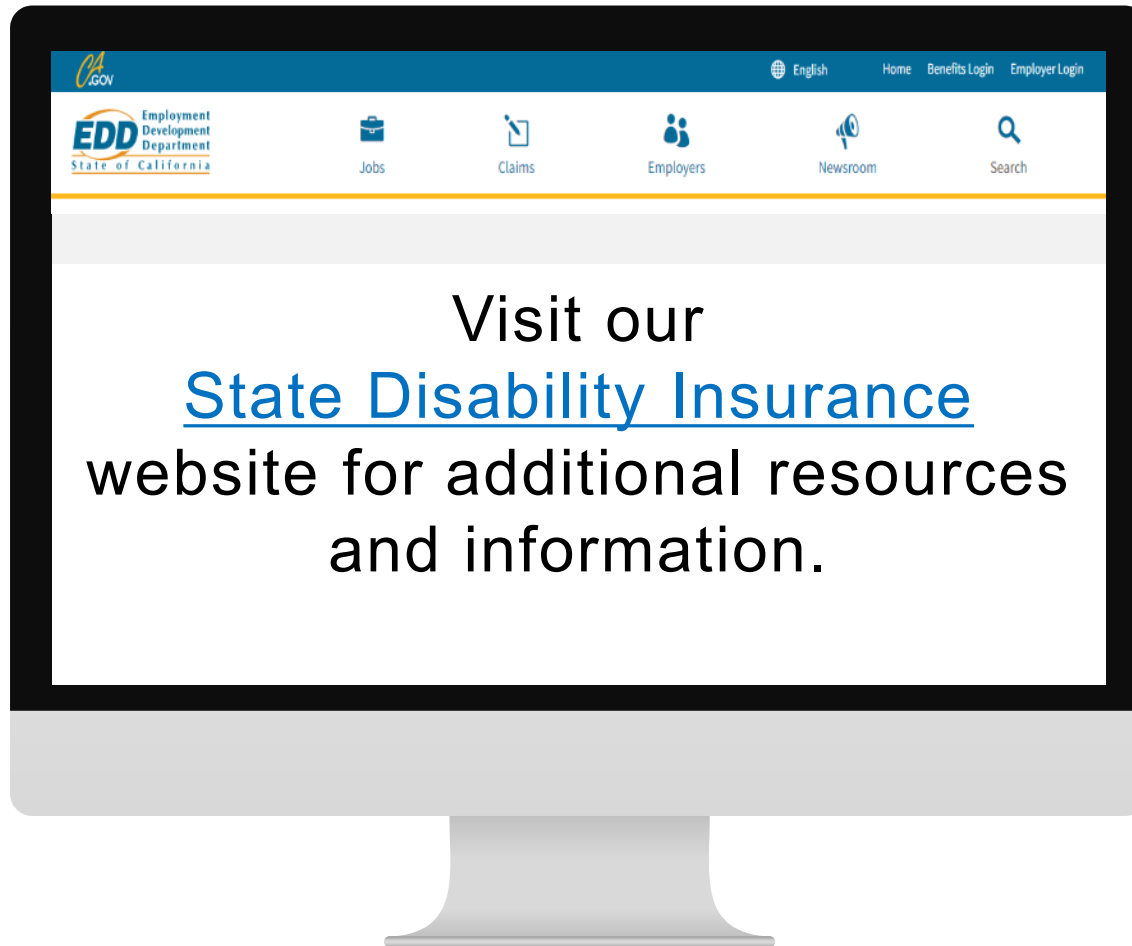 CA.GOV
English Home Benefits Login Employer Login
EDD Employment
Development
Department
State of California
Jobs Claims Employers Newsroom Search
Visit our
State Disability Insurance
website for additional resources
and information.